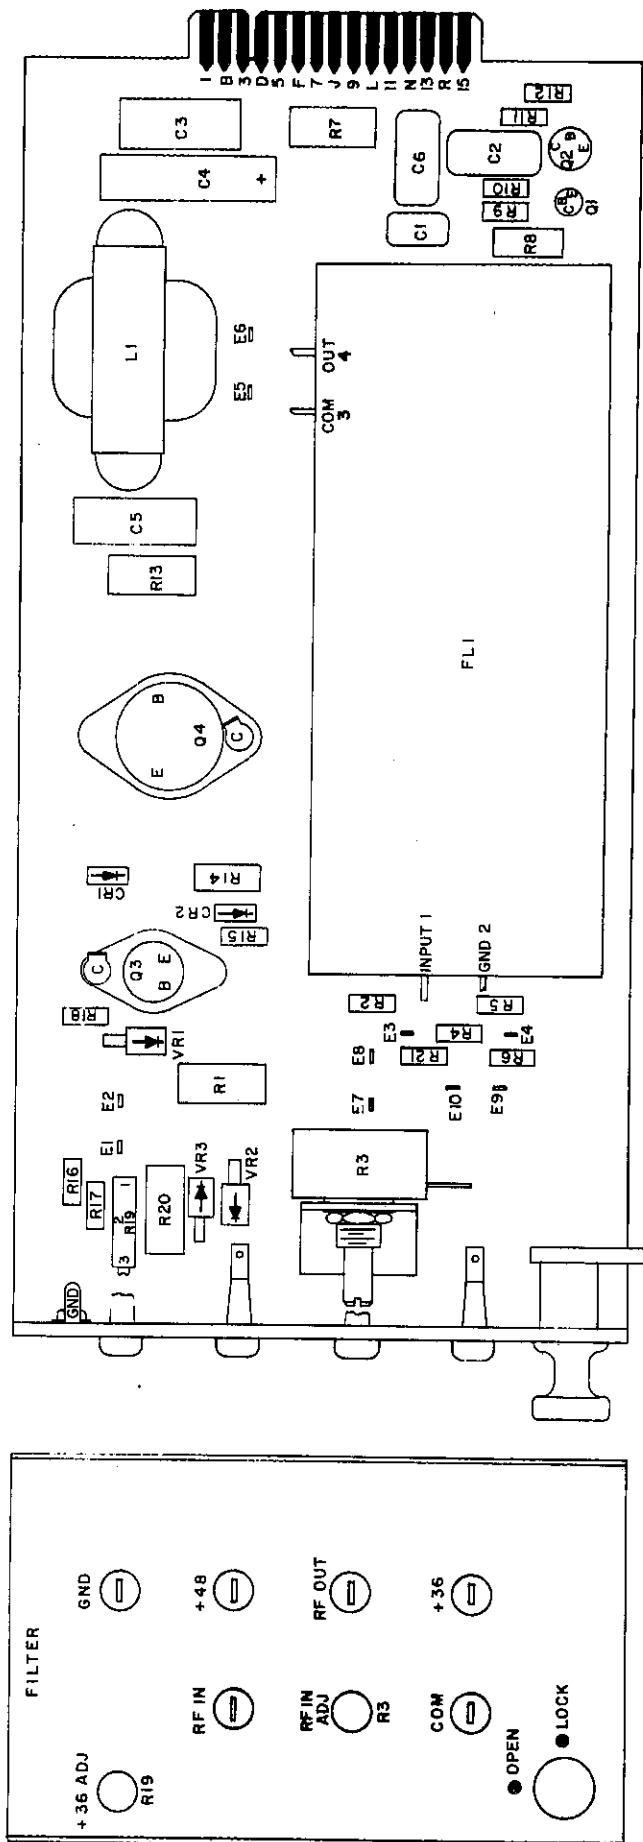 1
B
3
D
5
F
7
J
9
L
11
N
13
R
15
C3
C4
+
R7
C6
C1
C2
R12
R11
Q2
C
B
E
R10
R9
Q1
C
B
E
R8
L1
E6
E5
OUT
4
COM
3
C5
R13
FL1
B
E
Q4
C
CR1
R14
CR2
R15
C
Q3
E
B
R18
VR1
INPUT 1
GND 2
R2
R5
E3
R4
E4
E8
R21
R6
R1
E2
E7
E10
E9
E1
R16
R17
1
2
R19
3
R20
VR3
VR2
R3
GND
FILTER
GND
+48
RF OUT
+36
RF IN
RF IN
ADJ
R3
COM
+36 ADJ
R19
OPEN
LOCK